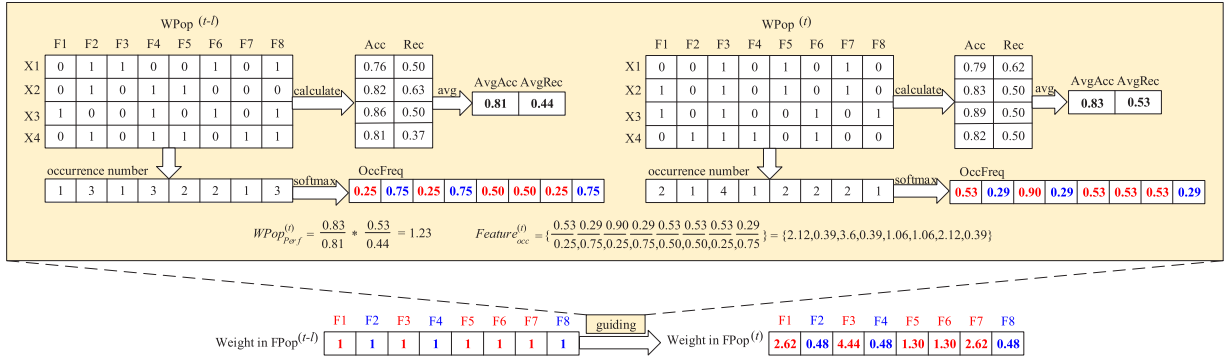 WPop (t-l) WPop (t)
F1 F2 F3 F4 F5 F6 F7 F8 Acc Rec F1 F2 F3 F4 F5 F6 F7 F8 Acc Rec
X1 0 1 1 0 0 1 0 1 0.76 0.50 X1 0 0 1 0 1 0 1 0 0.79 0.62
X2 0 1 0 1 1 0 1 0 0.82 0.63 X2 1 0 1 0 0 1 1 0 0.83 0.50
X3 1 0 0 1 0 1 0 1 0.86 0.50 X3 1 0 1 0 0 1 0 1 0.89 0.50
X4 0 1 0 1 1 0 0 1 0.81 0.37 X4 0 1 1 1 1 0 0 0 0.82 0.50
calculate avg AvgAcc AvgRec calculate avg AvgAcc AvgRec
0.81 0.44 0.83 0.53
occurrence number OccFreq occurrence number OccFreq
1 3 1 3 2 2 1 3 softmax 0.25 0.75 0.25 0.75 0.50 0.50 0.25 0.75 2 1 4 1 2 2 2 1 softmax 0.53 0.29 0.90 0.29 0.53 0.53 0.53 0.29
WPop_Perf^(t) = 0.83/0.81 * 0.53/0.44 = 1.23 Feature_occ^(t) = {0.53/0.25,0.29/0.75,0.90/0.25,0.29/0.75,0.53/0.50,0.53/0.50,0.53/0.25,0.29/0.75} = {2.12,0.39,3.6,0.39,1.06,1.06,2.12,0.39}
F1 F2 F3 F4 F5 F6 F7 F8 guiding F1 F2 F3 F4 F5 F6 F7 F8
Weight in FPop(t-l) 1 1 1 1 1 1 1 1 Weight in FPop(t) 2.62 0.48 4.44 0.48 1.30 1.30 2.62 0.48